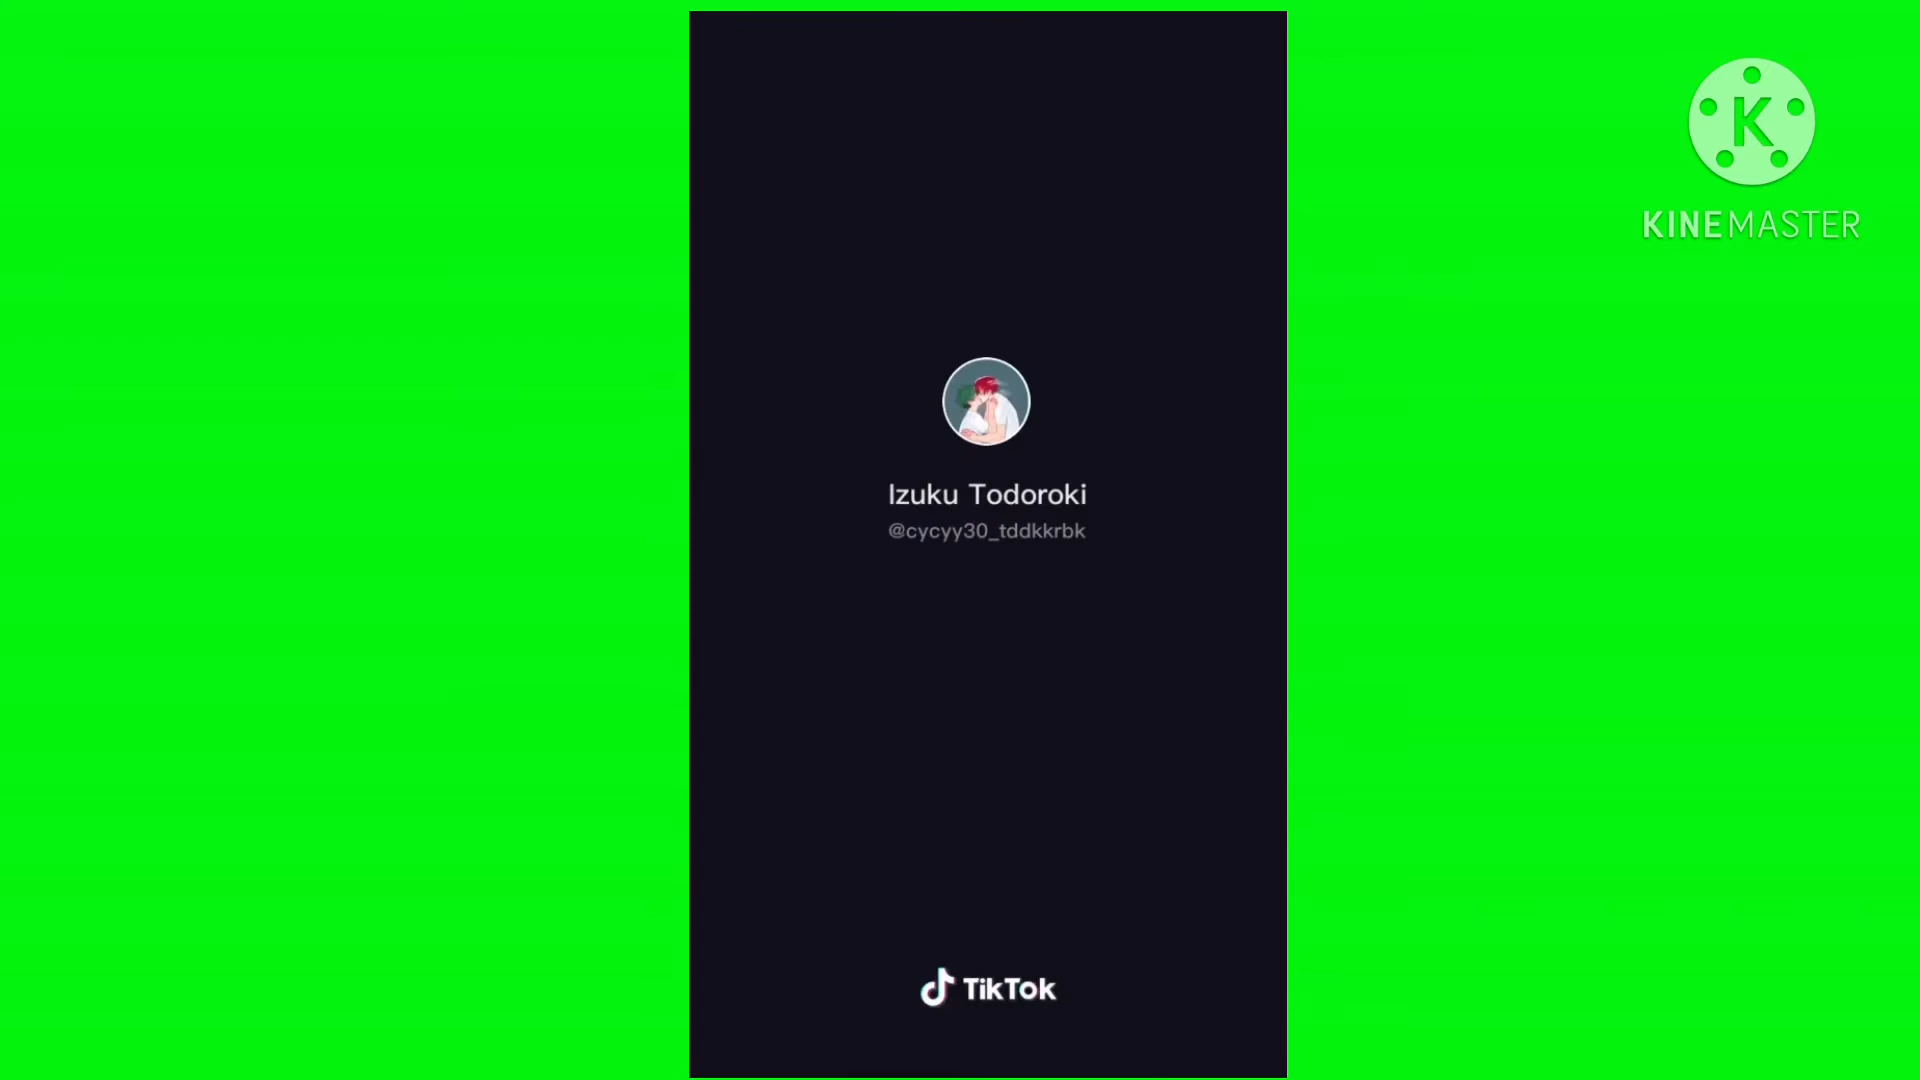 K
KINEMASTER
Izuku Todoroki
@cycyy30_tddkkrbk
TikTok